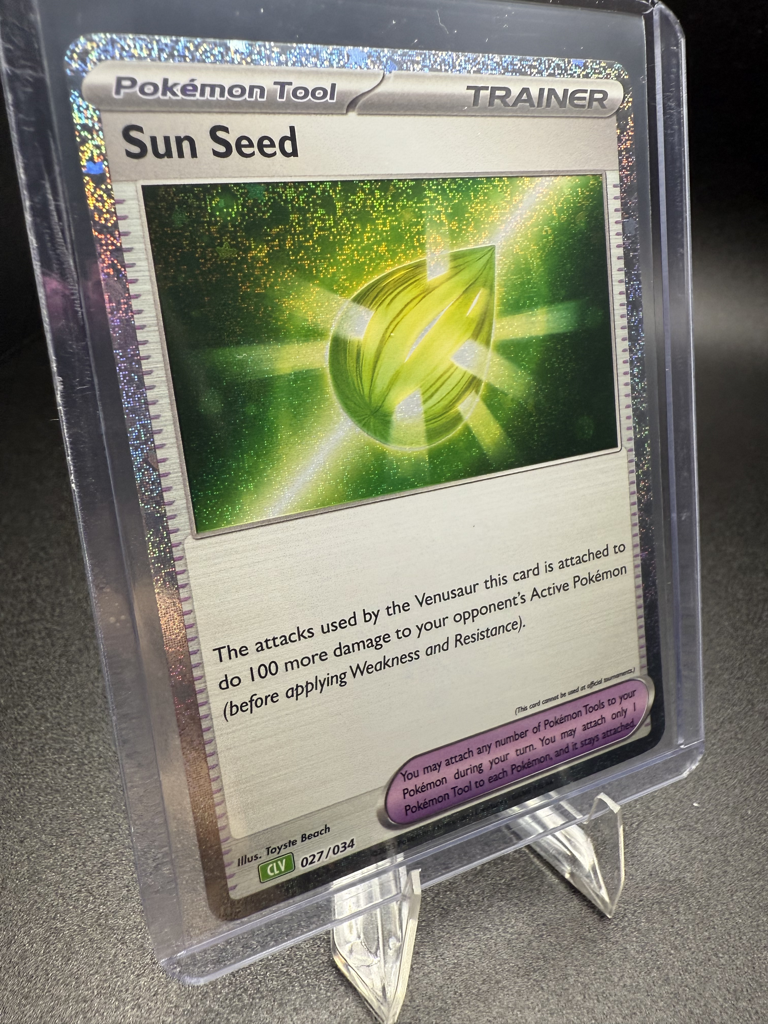 Pokémon Tool
TRAINER
Sun Seed
The attacks used by the Venusaur this card is attached to
do 100 more damage to your opponent's Active Pokémon
(before applying Weakness and Resistance).
(This card cannot be used at official tournaments.)
You may attach any number of Pokémon Tools to your
Pokémon during your turn. You may attach only 1
Pokémon Tool to each Pokémon, and it stays attached.
Illus. Toyste Beach
CLV 027/034